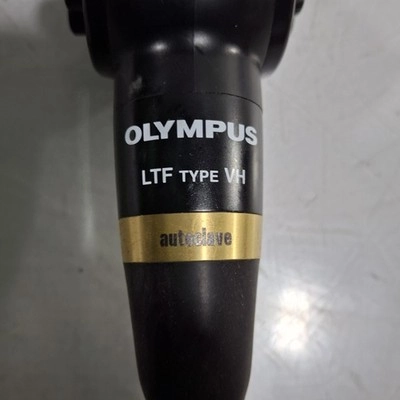 OLYMPUS
LTF TYPE VH
autoclave